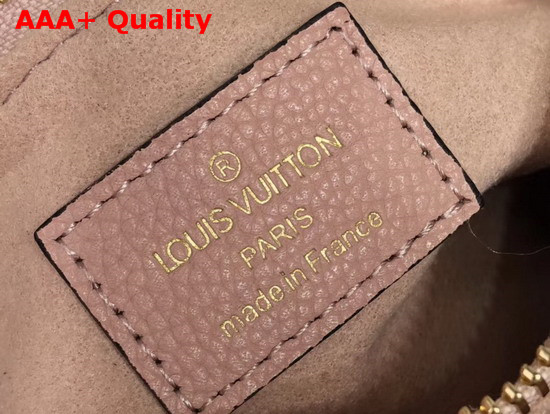 AAA+ Quality
®
LOUIS VUITTON
PARIS
made in France